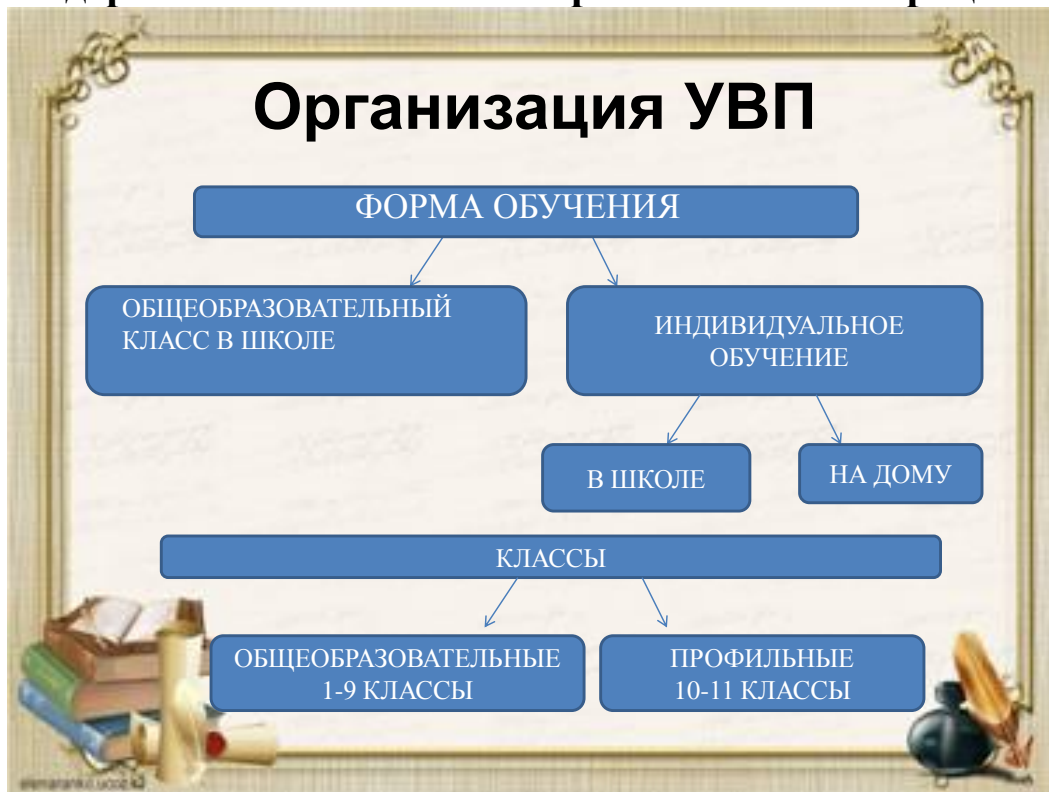 Организация УВП
ФОРМА ОБУЧЕНИЯ
ОБЩЕОБРАЗОВАТЕЛЬНЫЙ
КЛАСС В ШКОЛЕ
ИНДИВИДУАЛЬНОЕ
ОБУЧЕНИЕ
В ШКОЛЕ
НА ДОМУ
КЛАССЫ
ОБЩЕОБРАЗОВАТЕЛЬНЫЕ
1-9 КЛАССЫ
ПРОФИЛЬНЫЕ
10-11 КЛАССЫ